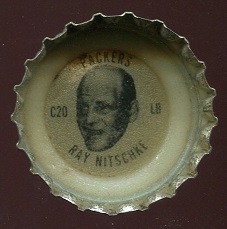 PACKERS
C20 LB
RAY NITSCHKE